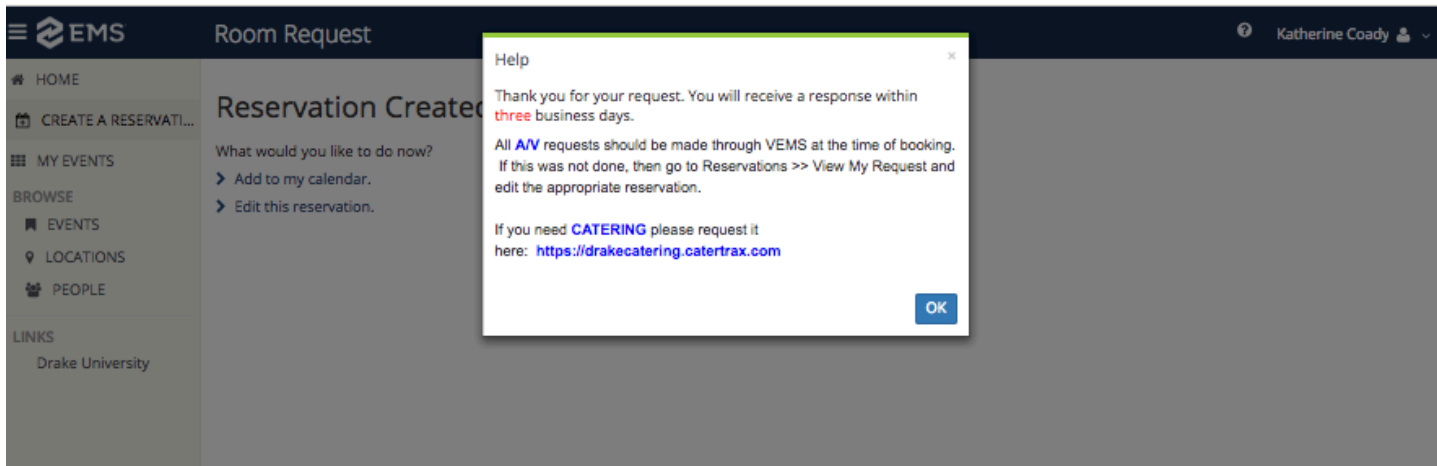 EMS
Room Request
Katherine Coady
HOME
CREATE A RESERVATI...
MY EVENTS
BROWSE
EVENTS
LOCATIONS
PEOPLE
LINKS
Drake University
Reservation Created
What would you like to do now?
Add to my calendar.
Edit this reservation.
Help
×
Thank you for your request. You will receive a response within
three business days.
All A/V requests should be made through VEMS at the time of booking.
If this was not done, then go to Reservations >> View My Request and
edit the appropriate reservation.
If you need CATERING please request it
here: https://drakecatering.catertrax.com
OK